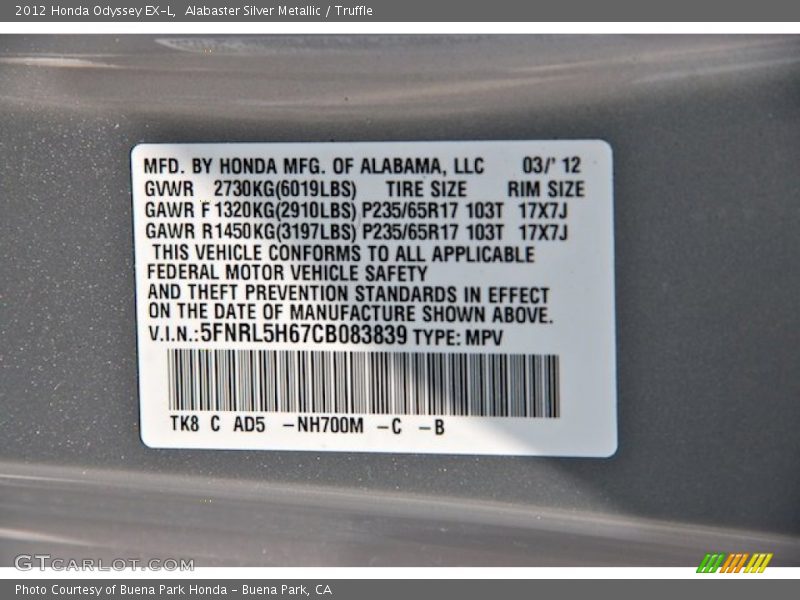 2012 Honda Odyssey EX-L, Alabaster Silver Metallic / Truffle
MFD. BY HONDA MFG. OF ALABAMA, LLC 03/' 12
GVWR 2730KG(6019LBS) TIRE SIZE RIM SIZE
GAWR F 1320KG(2910LBS) P235/65R17 103T 17X7J
GAWR R1450KG(3197LBS) P235/65R17 103T 17X7J
THIS VEHICLE CONFORMS TO ALL APPLICABLE
FEDERAL MOTOR VEHICLE SAFETY
AND THEFT PREVENTION STANDARDS IN EFFECT
ON THE DATE OF MANUFACTURE SHOWN ABOVE.
V.I.N.:5FNRL5H67CB083839 TYPE: MPV
TK8 C AD5 -NH700M -C -B
GTCARLOT.COM
Photo Courtesy of Buena Park Honda - Buena Park, CA